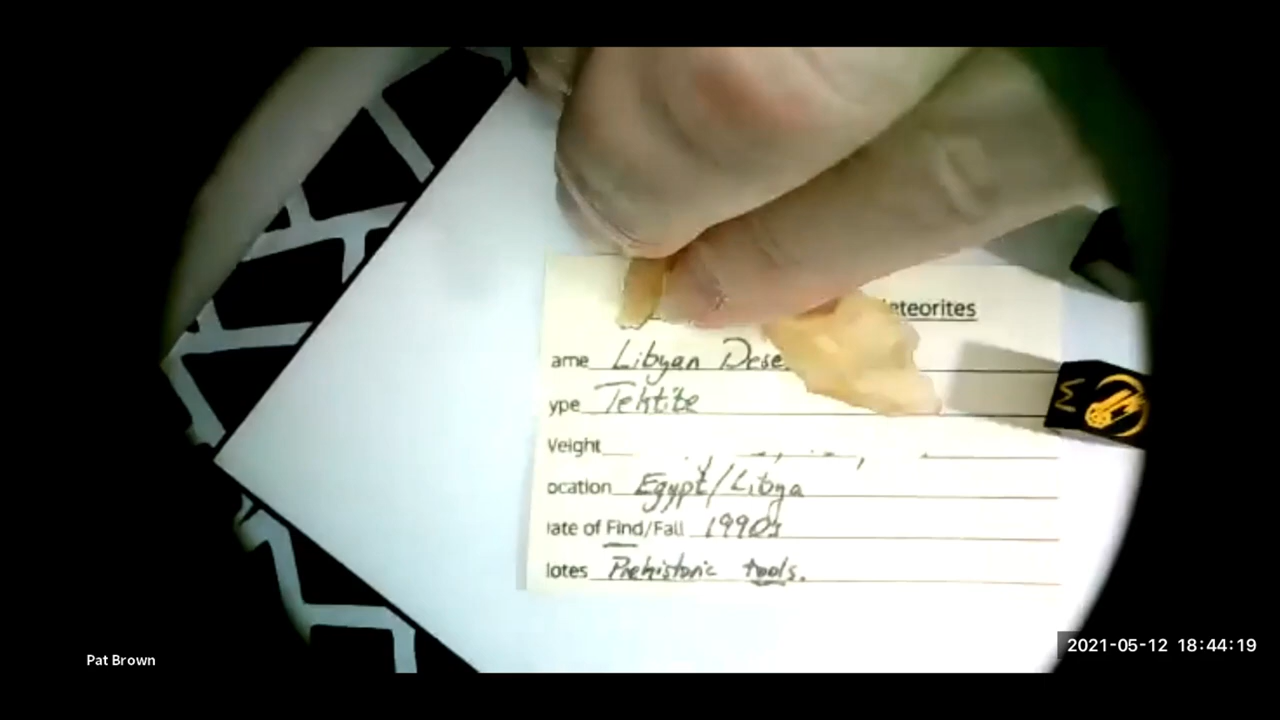 eteorites
ame Libyan Dese
ype Tektite
Veight
ocation Egypt/Libya
ate of Find/Fall 1990s
lotes Prehistoric tools.
Pat Brown
2021-05-12 18:44:19